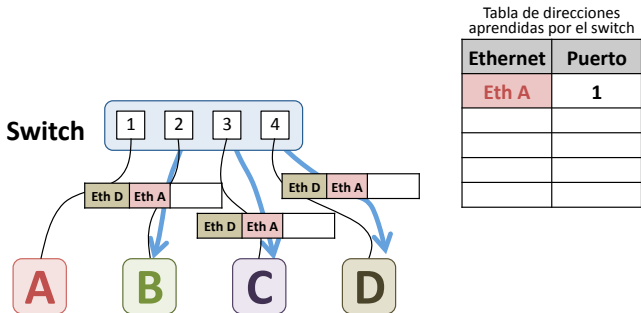 Tabla de direcciones
aprendidas por el switch
Ethernet Puerto
Eth A 1
Switch
1 2 3 4
Eth D Eth A
Eth D Eth A
Eth D Eth A
A B C D